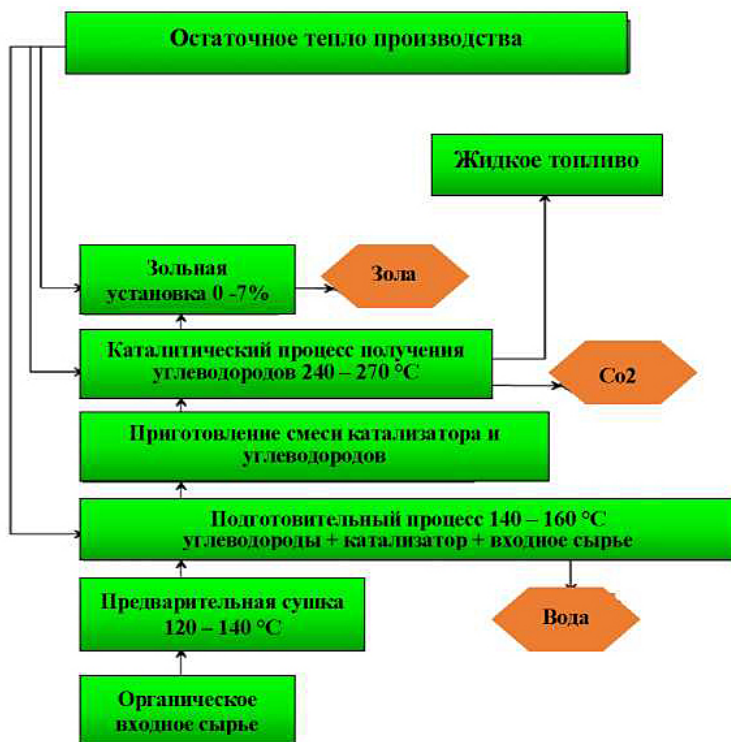 Остаточное тепло производства
Жидкое топливо
Зольная
установка 0 -7%
Зола
Каталитический процесс получения
углеводородов 240 – 270 °C
Co2
Приготовление смеси катализатора и
углеводородов
Подготовительный процесс 140 – 160 °C
углеводороды + катализатор + входное сырье
Предварительная сушка
120 – 140 °C
Вода
Органическое
входное сырье